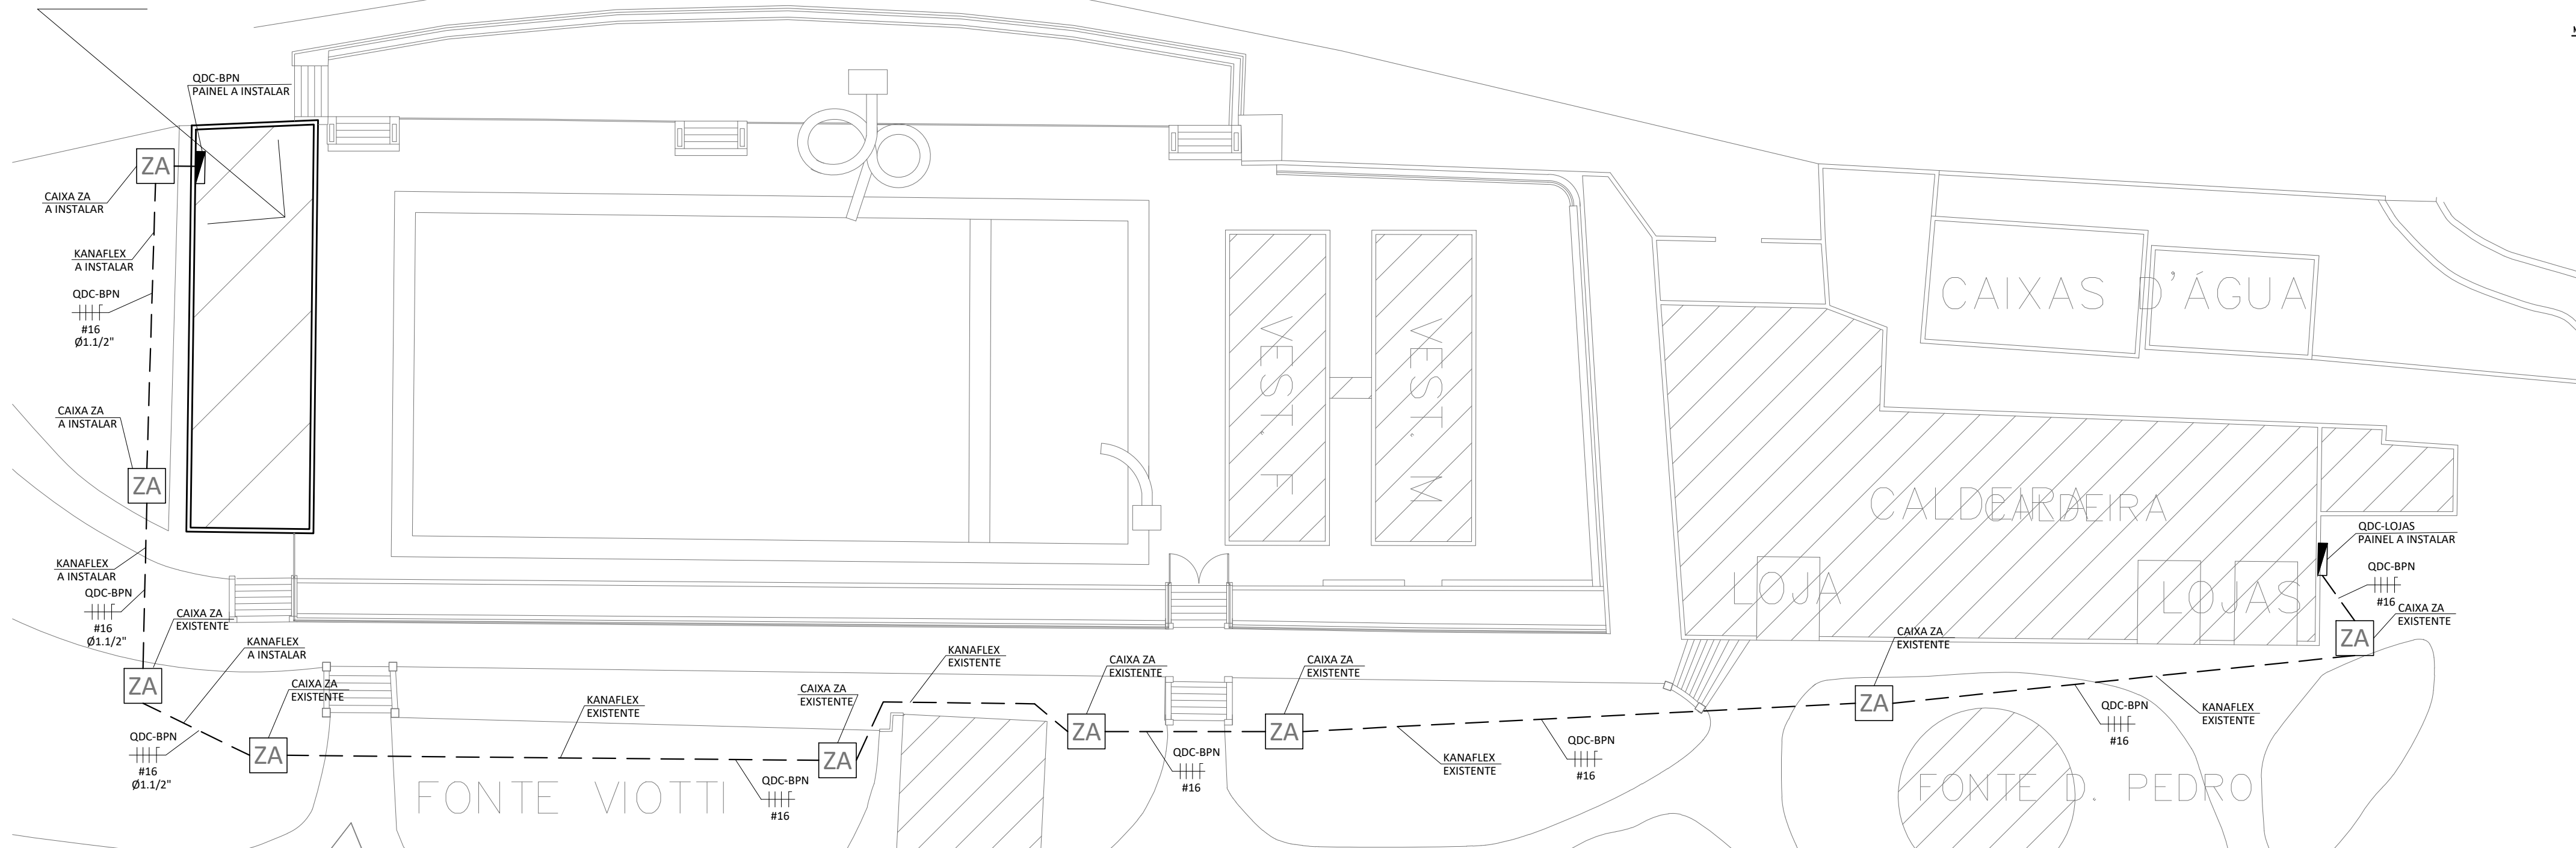 QDC-BPN
PAINEL A INSTALAR
ZA
CAIXA ZA
A INSTALAR
KANAFLEX
A INSTALAR
QDC-BPN
#16
Ø1.1/2"
CAIXA ZA
A INSTALAR
ZA
KANAFLEX
A INSTALAR
QDC-BPN
#16
Ø1.1/2"
CAIXA ZA
EXISTENTE
ZA
KANAFLEX
A INSTALAR
QDC-BPN
#16
Ø1.1/2"
CAIXA ZA
EXISTENTE
ZA
KANAFLEX
EXISTENTE
FONTE VIOTTI
QDC-BPN
#16
CAIXA ZA
EXISTENTE
ZA
KANAFLEX
EXISTENTE
CAIXA ZA
EXISTENTE
ZA
QDC-BPN
#16
CAIXA ZA
EXISTENTE
ZA
KANAFLEX
EXISTENTE
QDC-BPN
#16
VEST. F
VEST. M
CAIXAS D'ÁGUA
CALDEIRA
CALDEIRA
LOJA
LOJAS
CAIXA ZA
EXISTENTE
ZA
FONTE D. PEDRO
QDC-BPN
#16
KANAFLEX
EXISTENTE
QDC-LOJAS
PAINEL A INSTALAR
QDC-BPN
#16
CAIXA ZA
EXISTENTE
ZA